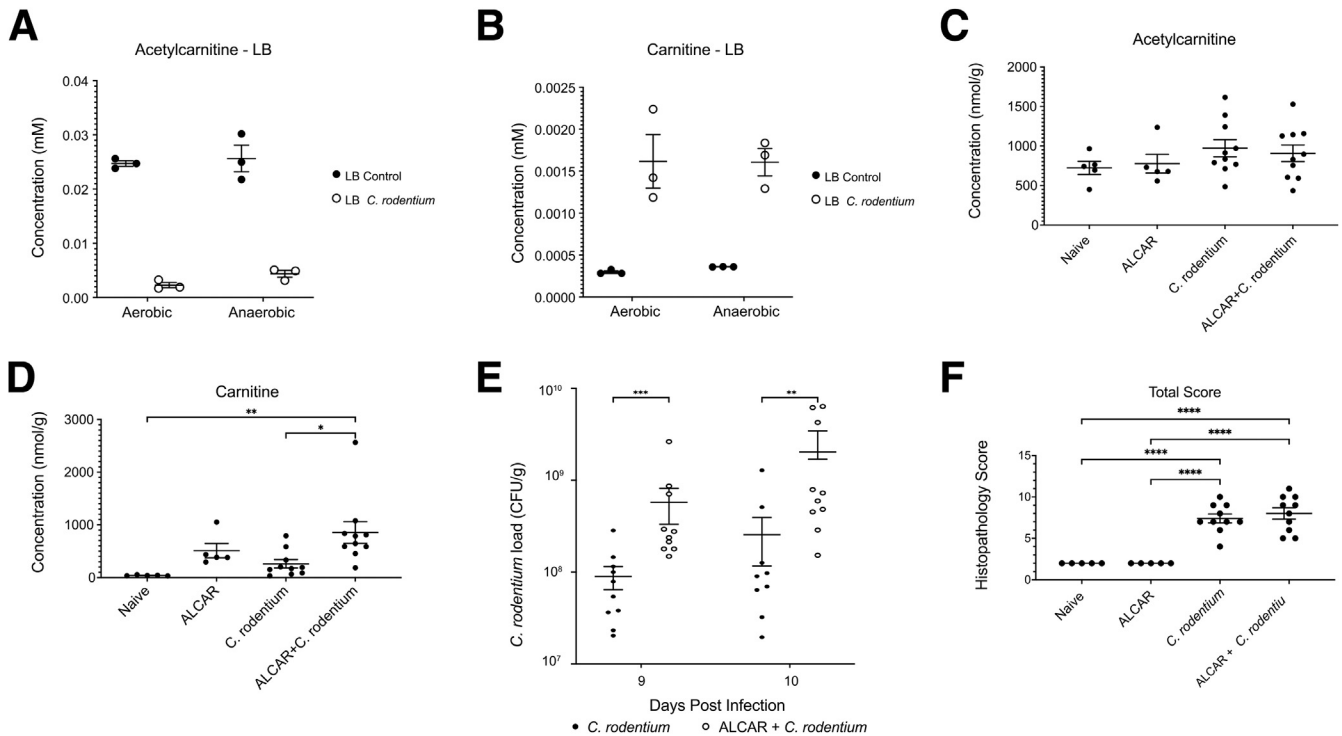 A
Acetylcarnitine - LB
Concentration (mM)
0.04
0.03
0.02
0.01
0.00
Aerobic
Anaerobic
LB Control
LB C. rodentium
B
Carnitine - LB
Concentration (mM)
0.0025
0.0020
0.0015
0.0010
0.0005
0.0000
Aerobic
Anaerobic
LB Control
LB C. rodentium
C
Acetylcarnitine
Concentration (nmol/g)
2000
1500
1000
500
0
Naive
ALCAR
C. rodentium
ALCAR+C. rodentium
D
Carnitine
Concentration (nmol/g)
3000
2000
1000
0
**
*
Naive
ALCAR
C. rodentium
ALCAR+C. rodentium
E
C. rodentium load (CFU/g)
10^10
10^9
10^8
10^7
***
**
9
10
Days Post Infection
C. rodentium
ALCAR + C. rodentium
F
Total Score
Histopathology Score
15
10
5
0
****
****
****
****
Naive
ALCAR
C. rodentium
ALCAR + C. rodentiu